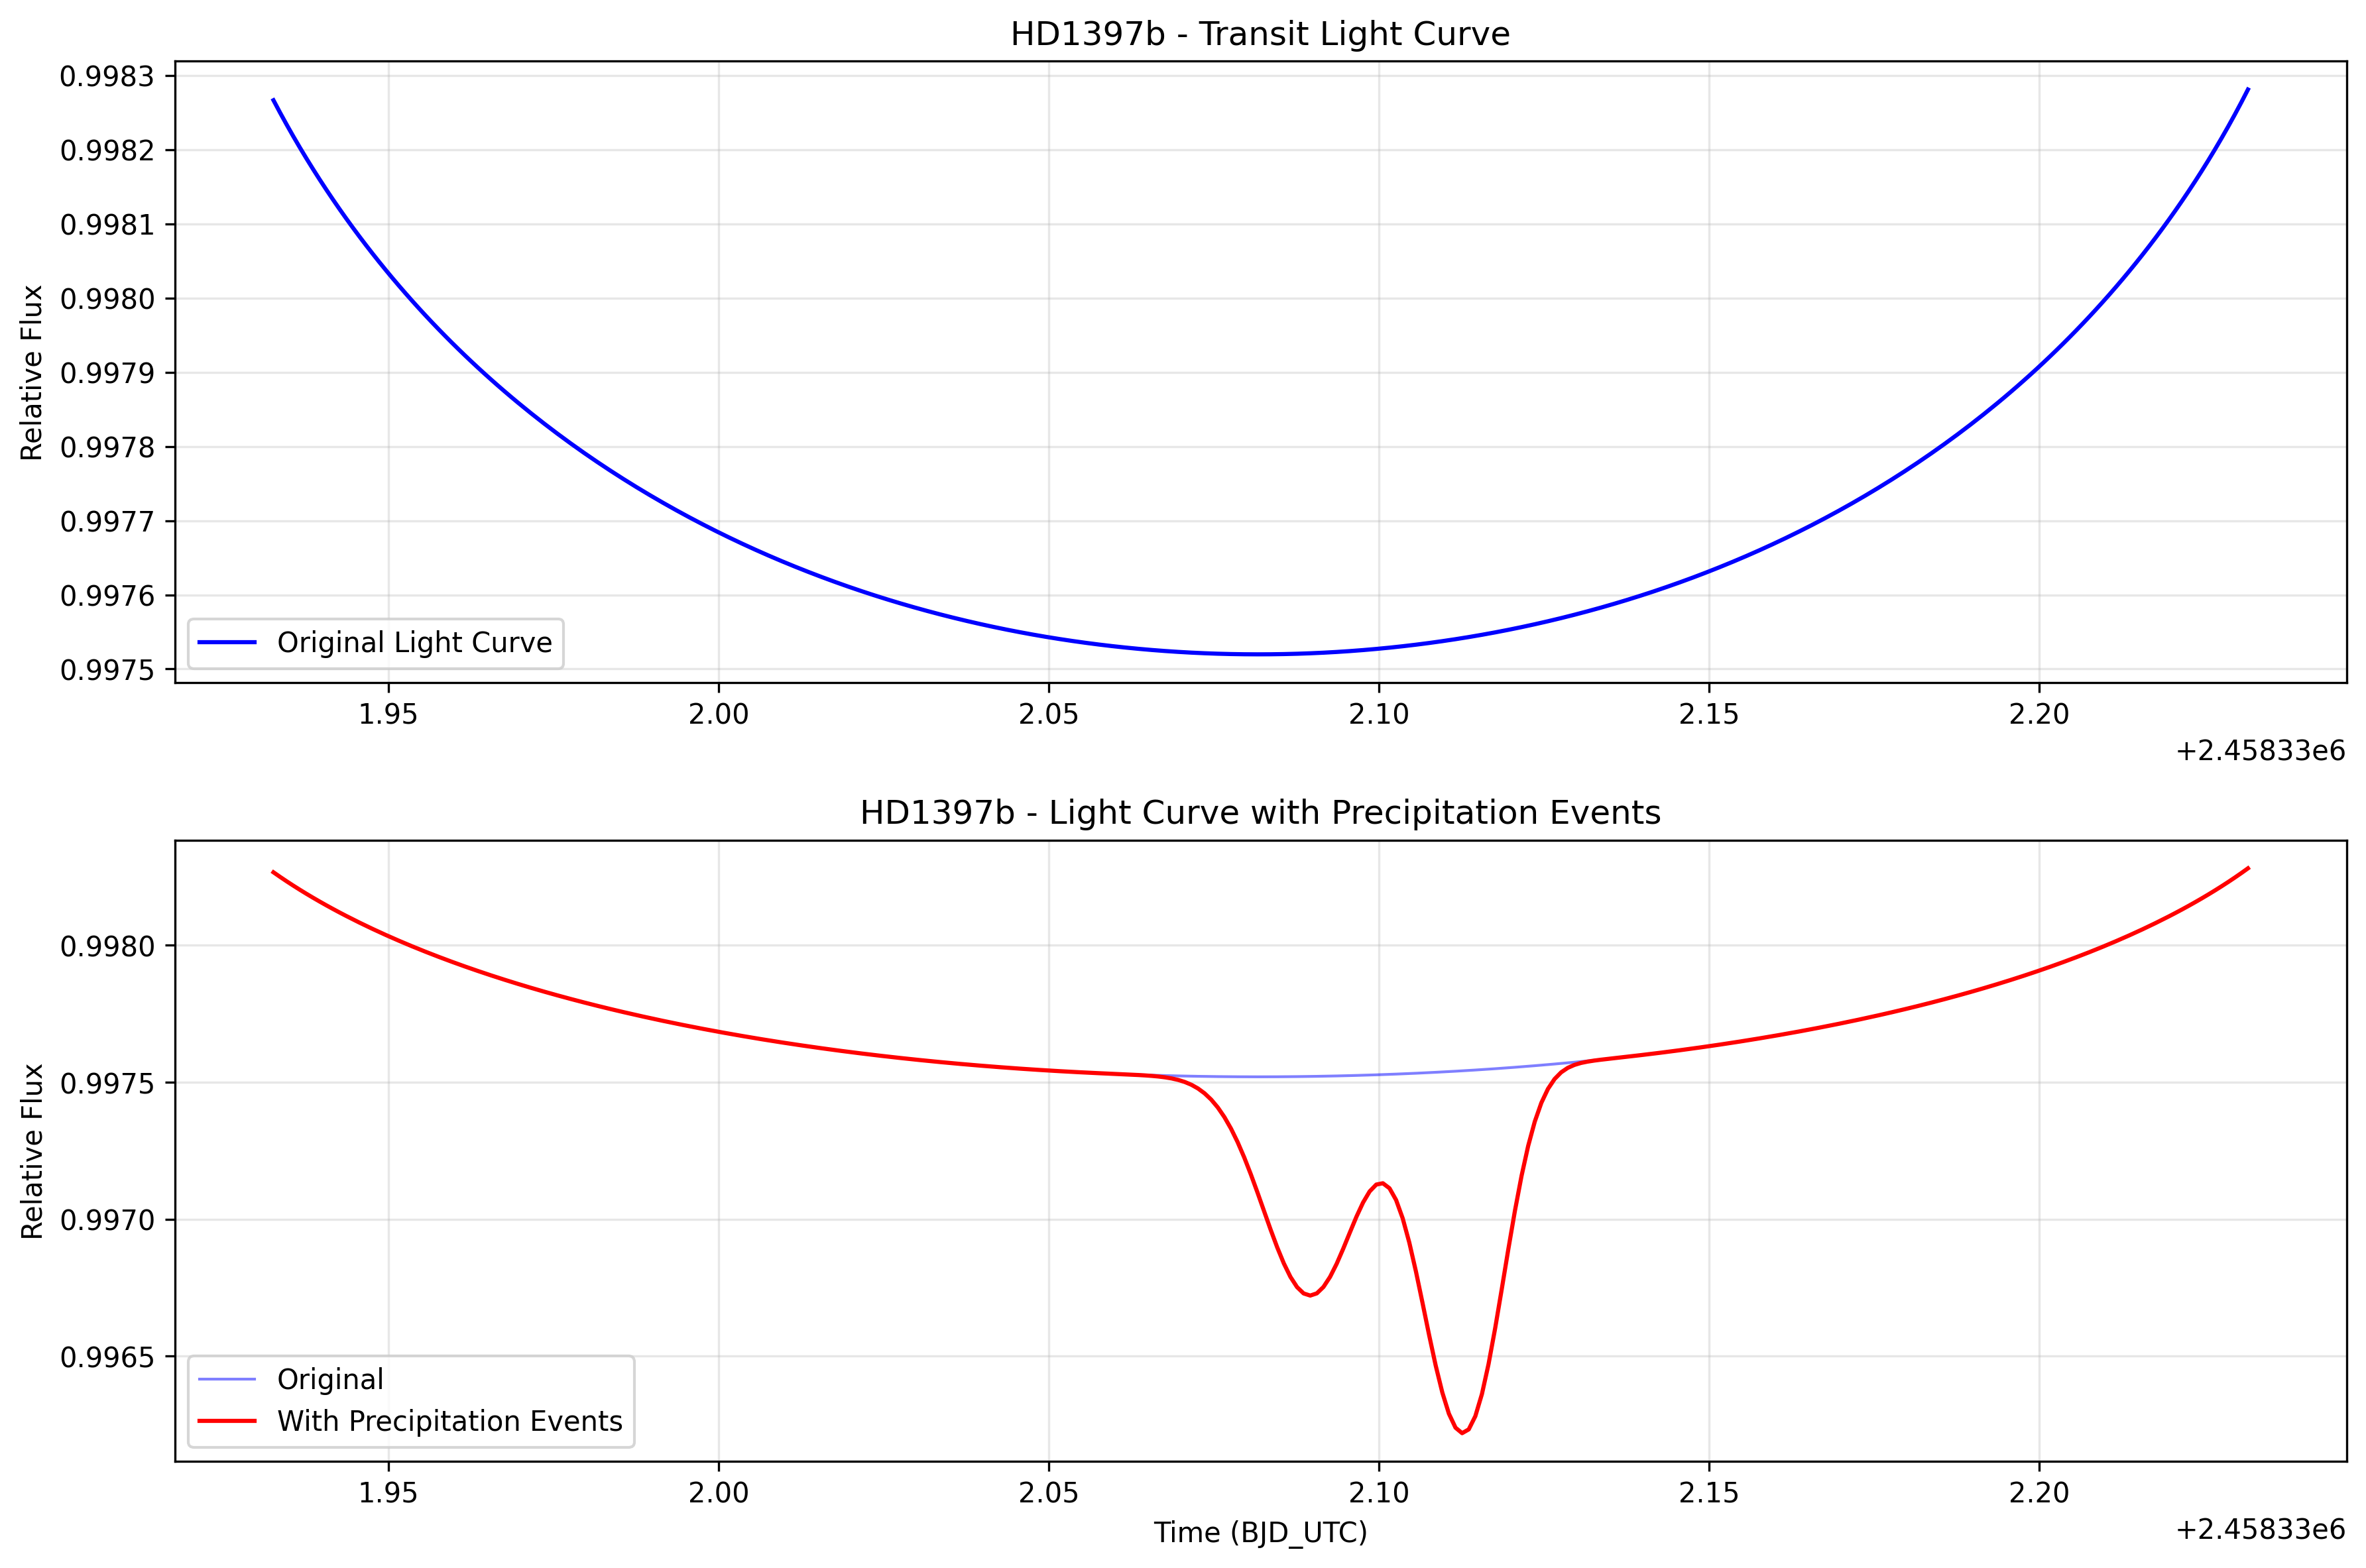 HD1397b - Transit Light Curve
Relative Flux
0.9983
0.9982
0.9981
0.9980
0.9979
0.9978
0.9977
0.9976
0.9975
Original Light Curve
1.95 2.00 2.05 2.10 2.15 2.20
+2.45833e6
HD1397b - Light Curve with Precipitation Events
Relative Flux
0.9980
0.9975
0.9970
0.9965
Original
With Precipitation Events
1.95 2.00 2.05 2.10 2.15 2.20
Time (BJD_UTC)
+2.45833e6